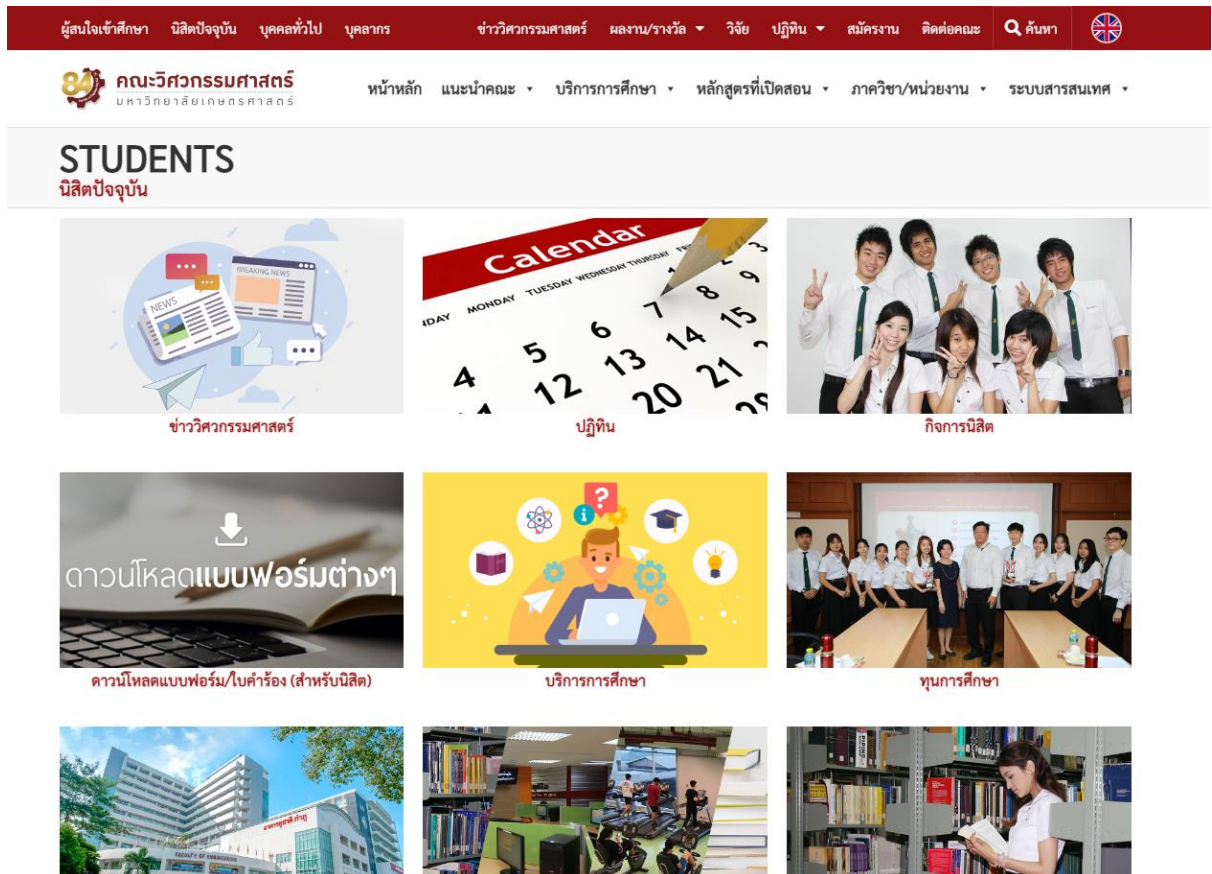 ผู้สนใจเข้าศึกษา นิสิตปัจจุบัน บุคคลทั่วไป บุคลากร ข่าววิศวกรรมศาสตร์ ผลงาน/รางวัล วิจัย ปฏิทิน สมัครงาน ติดต่อคณะ ค้นหา
84 คณะวิศวกรรมศาสตร์
มหาวิทยาลัยเกษตรศาสตร์
หน้าหลัก แนะนำคณะ บริการการศึกษา หลักสูตรที่เปิดสอน ภาควิชา/หน่วยงาน ระบบสารสนเทศ
STUDENTS
นิสิตปัจจุบัน
BREAKING NEWS
NEWS
Calendar
MONDAY TUESDAY WEDNESDAY THURSDAY
5 6 7 8 9
4 12 13 14 15
20 21
ข่าววิศวกรรมศาสตร์
ปฏิทิน
กิจการนิสิต
ดาวน์โหลดแบบฟอร์มต่างๆ
ดาวน์โหลดแบบฟอร์ม/ใบคำร้อง (สำหรับนิสิต)
บริการการศึกษา
ทุนการศึกษา
อาคารชูชาติ กำภู
FACULTY OF ENGINEERING